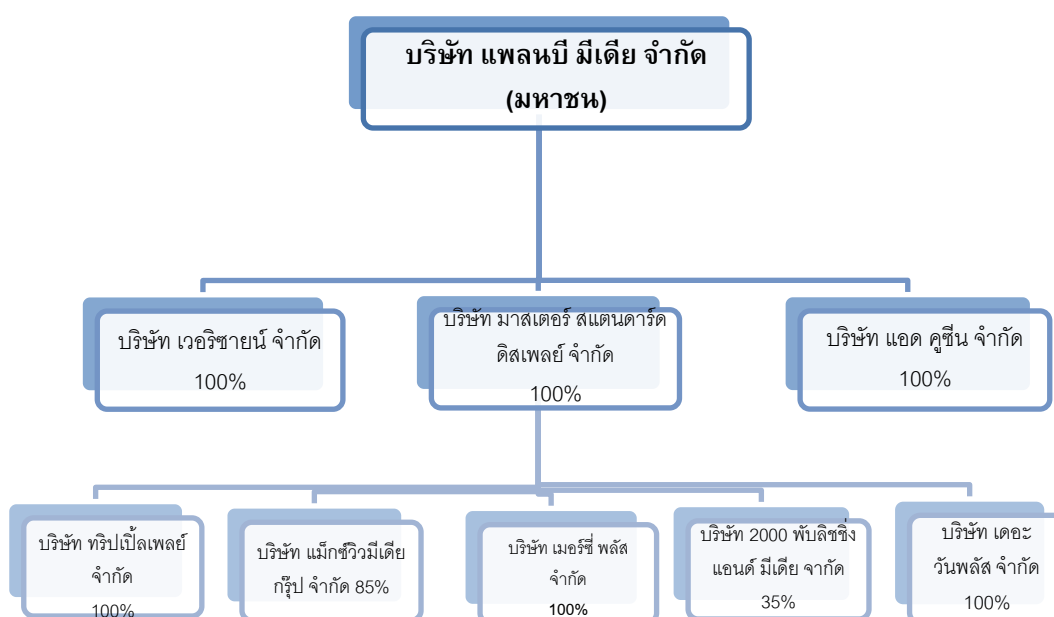 บริษัท แพลนบี มีเดีย จำกัด
(มหาชน)
บริษัท เวอริซายน์ จำกัด
100%
บริษัท มาสเตอร์ สแตนดาร์ด
ดิสเพลย์ จำกัด
100%
บริษัท แอด คูซีน จำกัด
100%
บริษัท ทริปเปิ้ลเพลย์
จำกัด
100%
บริษัท แม็กซ์วิวมีเดีย
กรุ๊ป จำกัด 85%
บริษัท เมอร์ซี่ พลัส
จำกัด
100%
บริษัท 2000 พับลิชชิ่ง
แอนด์ มีเดีย จากัด
35%
บริษัท เดอะ
วันพลัส จำกัด
100%